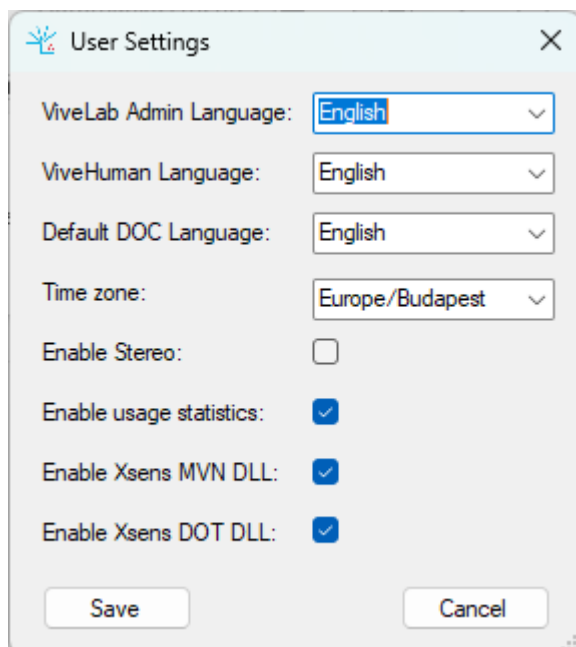 User Settings
ViveLab Admin Language: English
ViveHuman Language: English
Default DOC Language: English
Time zone: Europe/Budapest
Enable Stereo:
Enable usage statistics:
Enable Xsens MVN DLL:
Enable Xsens DOT DLL:
Save Cancel